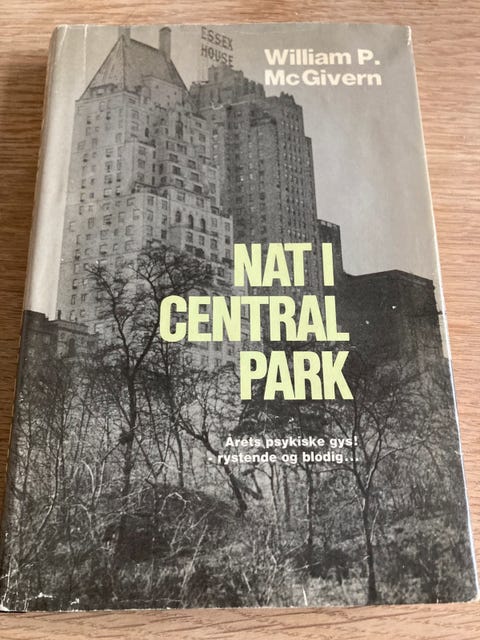 ESSEX
HOUSE
William P.
McGivern
NAT I
CENTRAL
PARK
Årets psykiske gys!
- rystende og blodig...